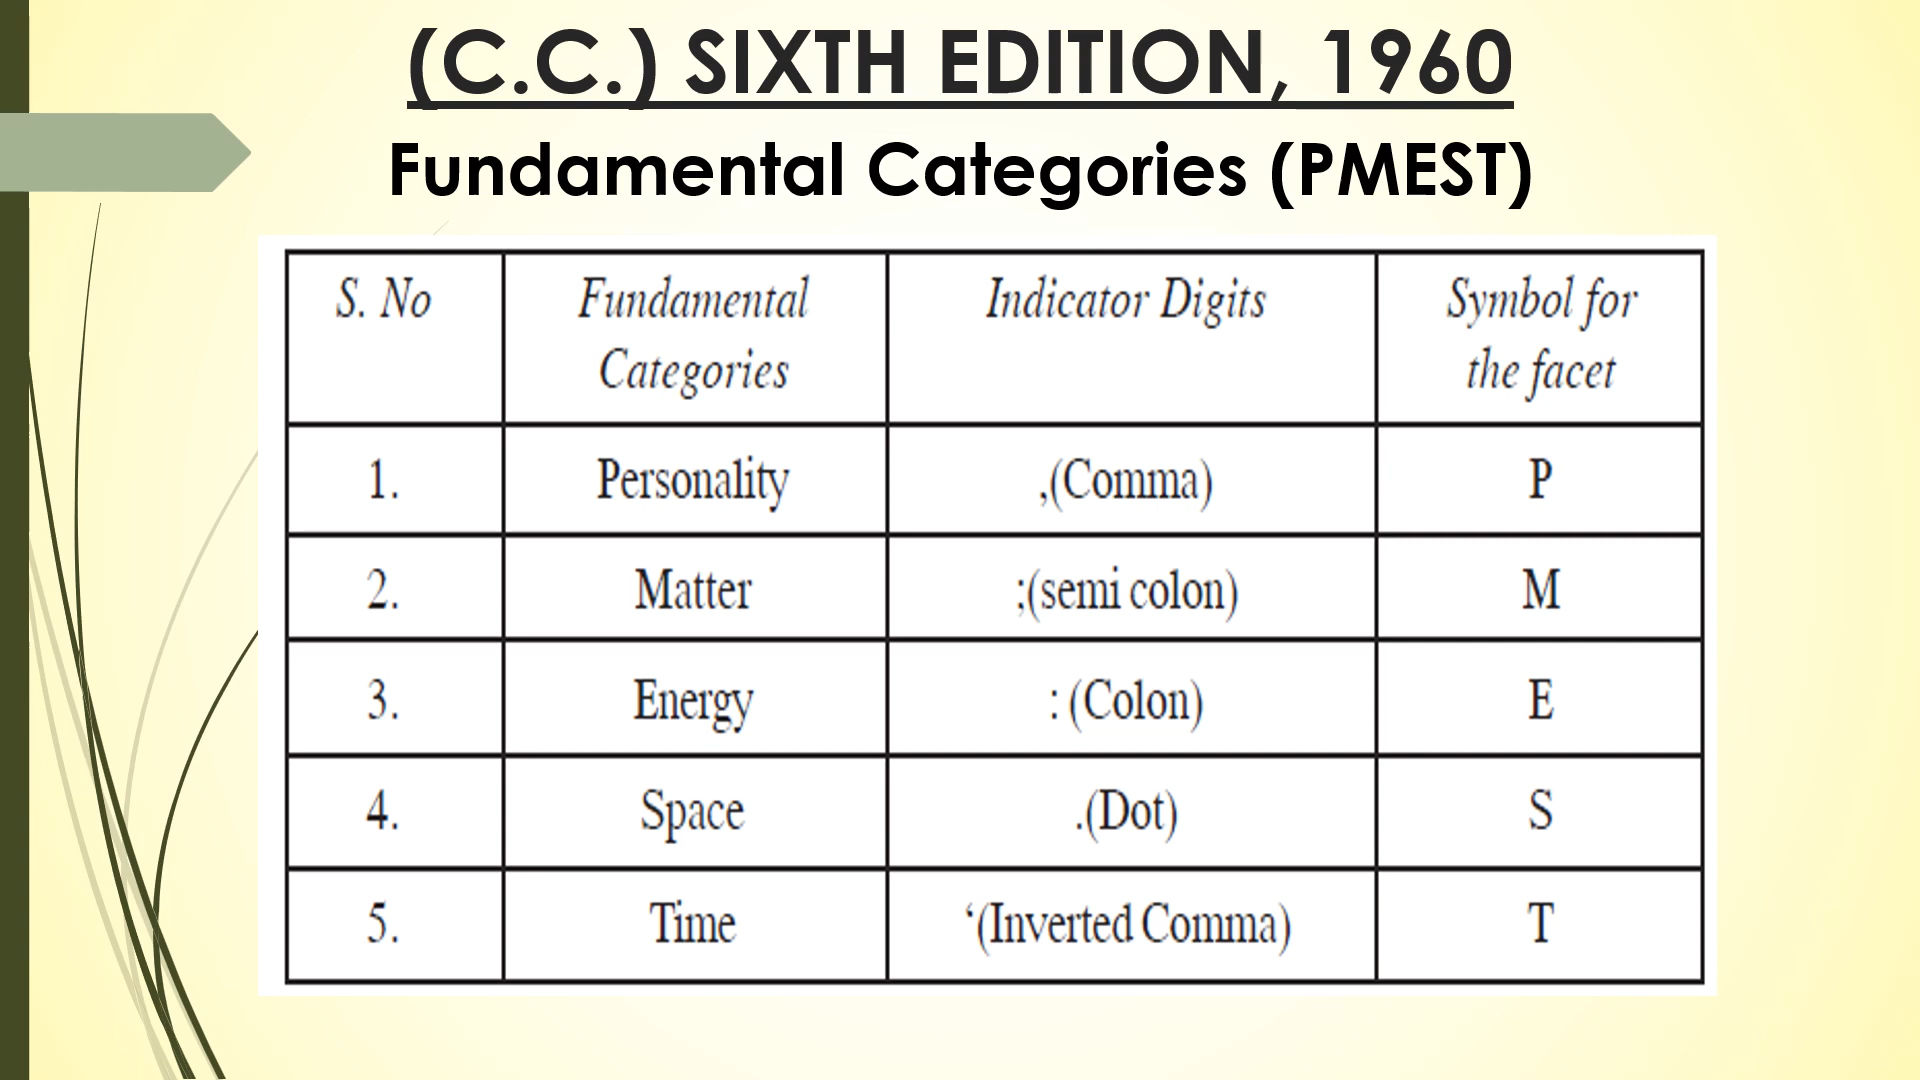 (C.C.) SIXTH EDITION, 1960
Fundamental Categories (PMEST)
S. No Fundamental Categories Indicator Digits Symbol for the facet
1. Personality ,(Comma) P
2. Matter ;(semi colon) M
3. Energy : (Colon) E
4. Space .(Dot) S
5. Time ‘(Inverted Comma) T